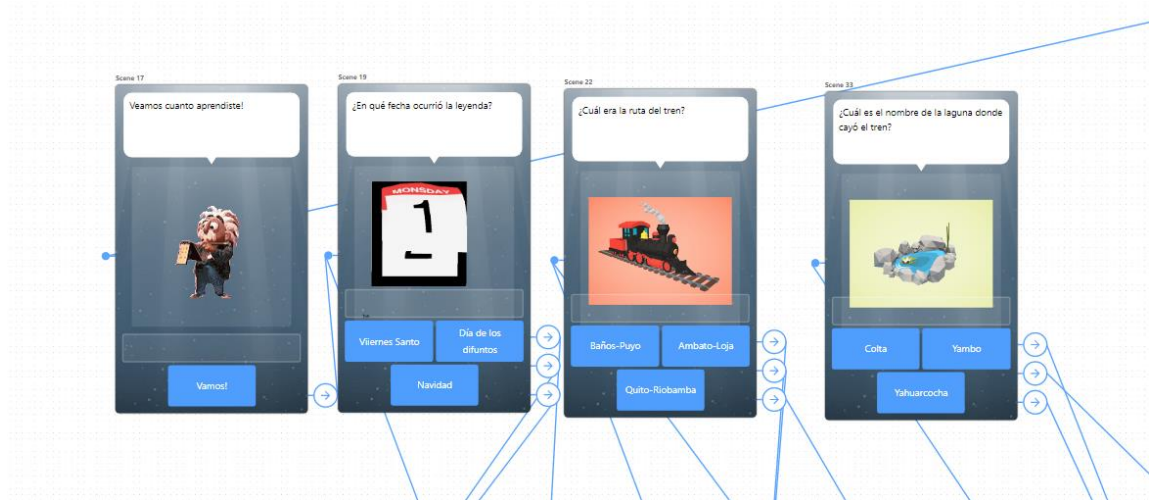 Scene 17
Veamos cuanto aprendiste!
Vamos!
Scene 19
¿En qué fecha ocurrió la leyenda?
MONSDAY
1
Viiernes Santo
Día de los
difuntos
Navidad
Scene 22
¿Cuál era la ruta del tren?
Baños-Puyo
Ambato-Loja
Quito-Riobamba
Scene 33
¿Cuál es el nombre de la laguna donde
cayó el tren?
Colta
Yambo
Yahuarcocha